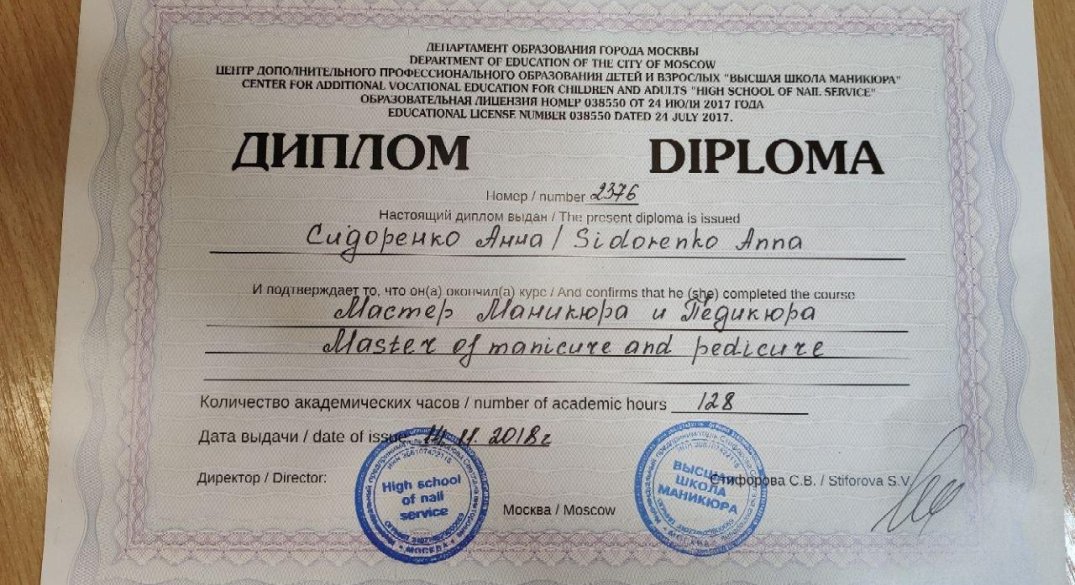 ДЕПАРТАМЕНТ ОБРАЗОВАНИЯ ГОРОДА МОСКВЫ
DEPARTMENT OF EDUCATION OF THE CITY OF MOSCOW
ЦЕНТР ДОПОЛНИТЕЛЬНОГО ПРОФЕССИОНАЛЬНОГО ОБРАЗОВАНИЯ ДЕТЕЙ И ВЗРОСЛЫХ "ВЫСШАЯ ШКОЛА МАНИКЮРА"
CENTER FOR ADDITIONAL VOCATIONAL EDUCATION FOR CHILDREN AND ADULTS "HIGH SCHOOL OF NAIL SERVICE"
ОБРАЗОВАТЕЛЬНАЯ ЛИЦЕНЗИЯ НОМЕР 038550 ОТ 24 ИЮЛЯ 2017 ГОДА
EDUCATIONAL LICENSE NUMBER 038550 DATED 24 JULY 2017.
ДИПЛОМ DIPLOMA
Номер / number 2376
Настоящий диплом выдан / The present diploma is issued
Сидоренко Анна / Sidorenko Anna
И подтверждает то, что он(а) окончил(а) курс / And confirms that he (she) completed the course
Мастер Маникюра и Педикюра
Master of manicure and pedicure
Количество академических часов / number of academic hours 128
Дата выдачи / date of issue 14.11.2018г
Директор / Director:
High school
of nail
service
МОСКВА
Москва / Moscow
ВЫСШАЯ
ШКОЛА
МАНИКЮРА
МОСКВА
Стифорова С.В. / Stiforova S.V.